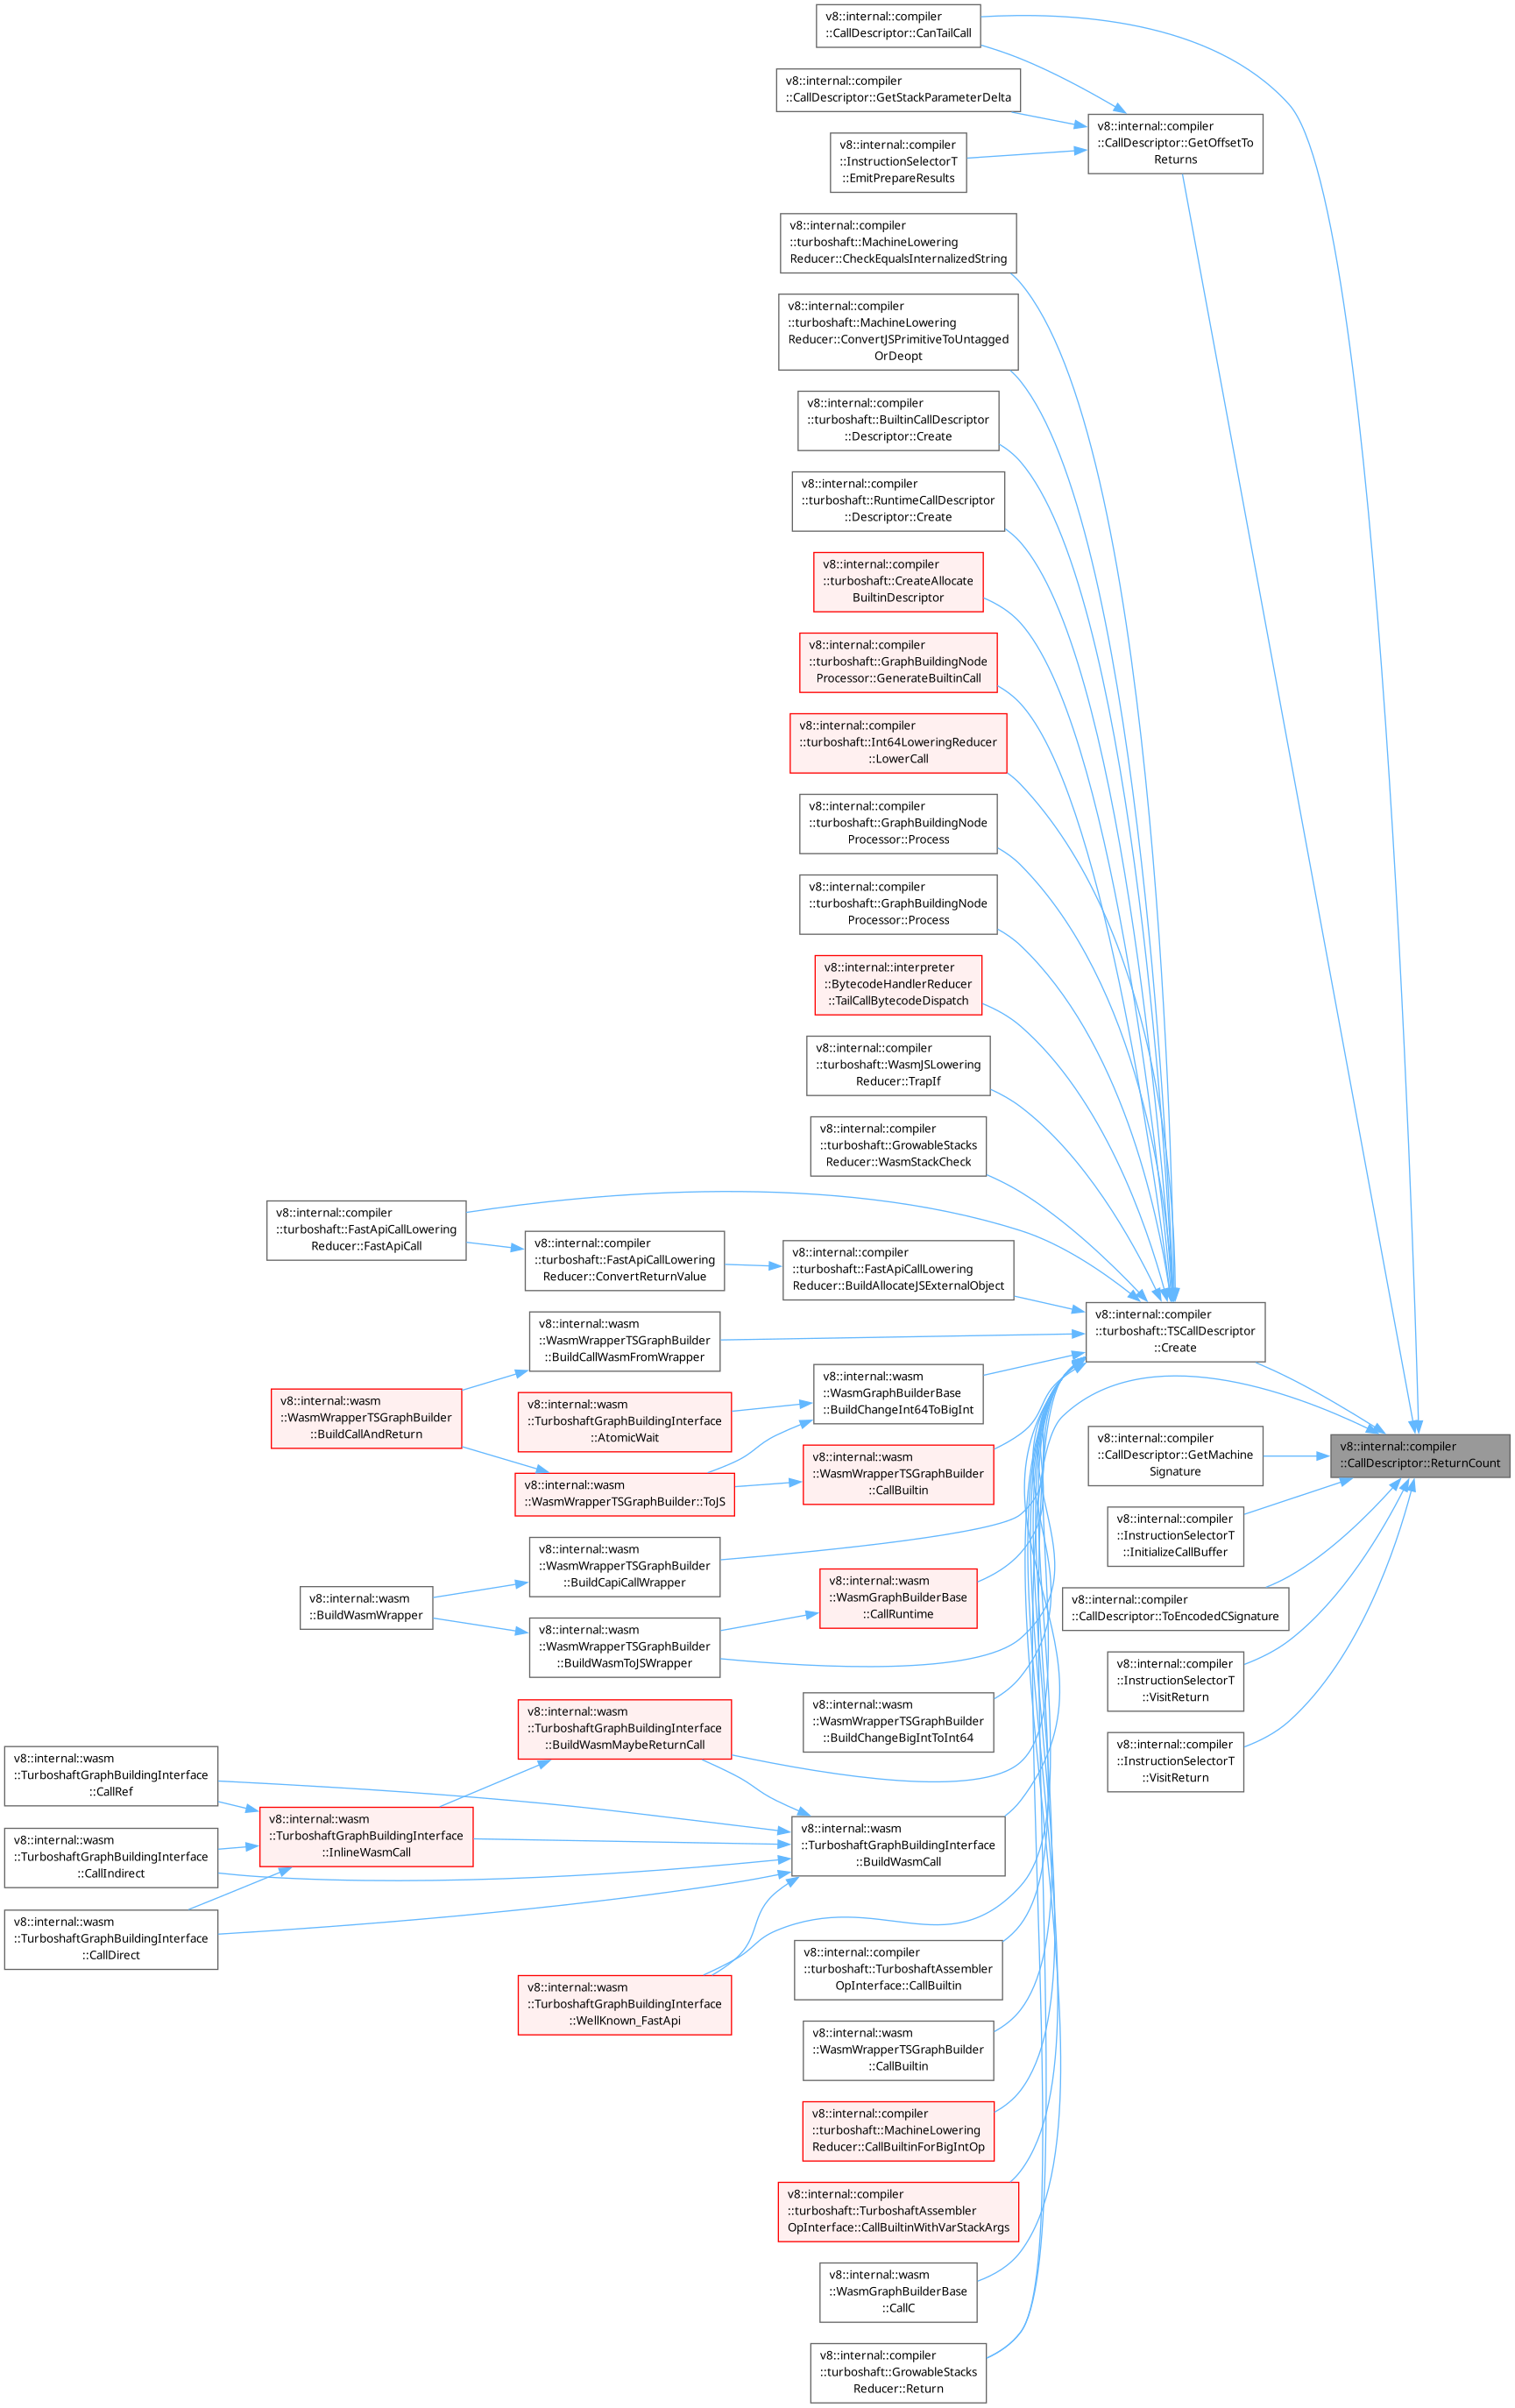 v8::internal::compiler
::CallDescriptor::CanTailCall
v8::internal::compiler
::CallDescriptor::GetStackParameterDelta
v8::internal::compiler
::CallDescriptor::GetOffsetTo
Returns
v8::internal::compiler
::InstructionSelectorT
::EmitPrepareResults
v8::internal::compiler
::turboshaft::MachineLowering
Reducer::CheckEqualsInternalizedString
v8::internal::compiler
::turboshaft::MachineLowering
Reducer::ConvertJSPrimitiveToUntagged
OrDeopt
v8::internal::compiler
::turboshaft::BuiltinCallDescriptor
::Descriptor::Create
v8::internal::compiler
::turboshaft::RuntimeCallDescriptor
::Descriptor::Create
v8::internal::compiler
::turboshaft::CreateAllocate
BuiltinDescriptor
v8::internal::compiler
::turboshaft::GraphBuildingNode
Processor::GenerateBuiltinCall
v8::internal::compiler
::turboshaft::Int64LoweringReducer
::LowerCall
v8::internal::compiler
::turboshaft::GraphBuildingNode
Processor::Process
v8::internal::compiler
::turboshaft::GraphBuildingNode
Processor::Process
v8::internal::interpreter
::BytecodeHandlerReducer
::TailCallBytecodeDispatch
v8::internal::compiler
::turboshaft::WasmJSLowering
Reducer::TrapIf
v8::internal::compiler
::turboshaft::GrowableStacks
Reducer::WasmStackCheck
v8::internal::compiler
::turboshaft::FastApiCallLowering
Reducer::FastApiCall
v8::internal::compiler
::turboshaft::FastApiCallLowering
Reducer::ConvertReturnValue
v8::internal::compiler
::turboshaft::FastApiCallLowering
Reducer::BuildAllocateJSExternalObject
v8::internal::compiler
::turboshaft::TSCallDescriptor
::Create
v8::internal::wasm
::WasmWrapperTSGraphBuilder
::BuildCallWasmFromWrapper
v8::internal::wasm
::WasmWrapperTSGraphBuilder
::BuildCallAndReturn
v8::internal::wasm
::TurboshaftGraphBuildingInterface
::AtomicWait
v8::internal::wasm
::WasmGraphBuilderBase
::BuildChangeInt64ToBigInt
v8::internal::wasm
::WasmWrapperTSGraphBuilder::ToJS
v8::internal::wasm
::WasmWrapperTSGraphBuilder
::CallBuiltin
v8::internal::compiler
::CallDescriptor::GetMachine
Signature
v8::internal::compiler
::CallDescriptor::ReturnCount
v8::internal::compiler
::InstructionSelectorT
::InitializeCallBuffer
v8::internal::wasm
::WasmWrapperTSGraphBuilder
::BuildCapiCallWrapper
v8::internal::wasm
::BuildWasmWrapper
v8::internal::wasm
::WasmGraphBuilderBase
::CallRuntime
v8::internal::compiler
::CallDescriptor::ToEncodedCSignature
v8::internal::wasm
::WasmWrapperTSGraphBuilder
::BuildWasmToJSWrapper
v8::internal::compiler
::InstructionSelectorT
::VisitReturn
v8::internal::wasm
::WasmWrapperTSGraphBuilder
::BuildChangeBigIntToInt64
v8::internal::compiler
::InstructionSelectorT
::VisitReturn
v8::internal::wasm
::TurboshaftGraphBuildingInterface
::BuildWasmMaybeReturnCall
v8::internal::wasm
::TurboshaftGraphBuildingInterface
::CallRef
v8::internal::wasm
::TurboshaftGraphBuildingInterface
::InlineWasmCall
v8::internal::wasm
::TurboshaftGraphBuildingInterface
::BuildWasmCall
v8::internal::wasm
::TurboshaftGraphBuildingInterface
::CallIndirect
v8::internal::wasm
::TurboshaftGraphBuildingInterface
::CallDirect
v8::internal::wasm
::TurboshaftGraphBuildingInterface
::WellKnown_FastApi
v8::internal::compiler
::turboshaft::TurboshaftAssembler
OpInterface::CallBuiltin
v8::internal::wasm
::WasmWrapperTSGraphBuilder
::CallBuiltin
v8::internal::compiler
::turboshaft::MachineLowering
Reducer::CallBuiltinForBigIntOp
v8::internal::compiler
::turboshaft::TurboshaftAssembler
OpInterface::CallBuiltinWithVarStackArgs
v8::internal::wasm
::WasmGraphBuilderBase
::CallC
v8::internal::compiler
::turboshaft::GrowableStacks
Reducer::Return